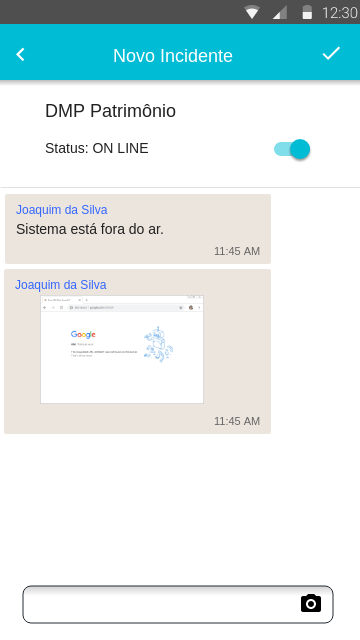 12:30
Novo Incidente
DMP Patrimônio
Status: ON LINE
Joaquim da Silva
Sistema está fora do ar.
11:45 AM
Joaquim da Silva
Google
11:45 AM